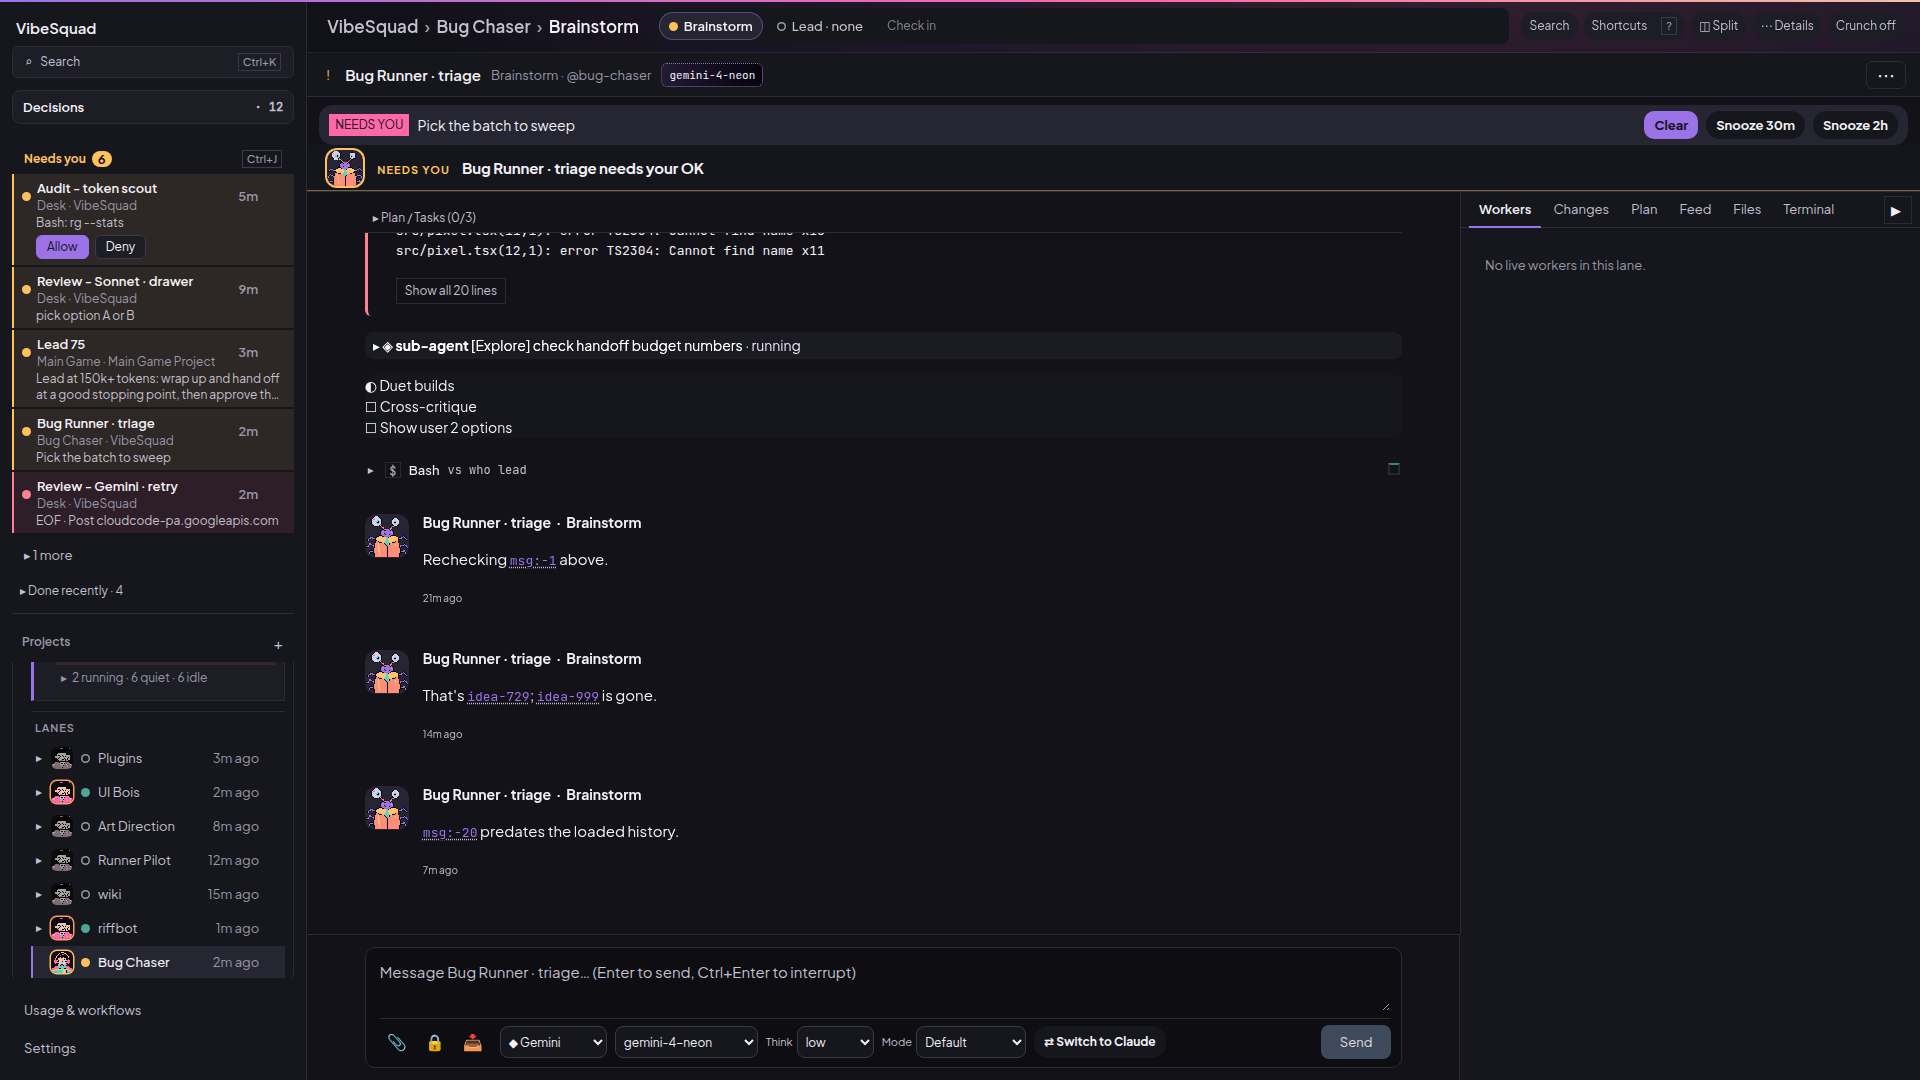 VibeSquad
Search Ctrl+K
Decisions · 12
Needs you 6 Ctrl+J
Audit – token scout 5m
Desk · VibeSquad
Bash: rg --stats
Allow Deny
Review – Sonnet · drawer 9m
Desk · VibeSquad
pick option A or B
Lead 75 3m
Main Game · Main Game Project
Lead at 150k+ tokens: wrap up and hand off
at a good stopping point, then approve th…
Bug Runner · triage 2m
Bug Chaser · VibeSquad
Pick the batch to sweep
Review – Gemini · retry 2m
Desk · VibeSquad
EOF · Post cloudcode-pa.googleapis.com
▸ 1 more
▸ Done recently · 4
Projects +
▸ 2 running · 6 quiet · 6 idle
LANES
▸ Plugins 3m ago
▸ UI Bois 2m ago
▸ Art Direction 8m ago
▸ Runner Pilot 12m ago
▸ wiki 15m ago
▸ riffbot 1m ago
Bug Chaser 2m ago
Usage & workflows
Settings
VibeSquad › Bug Chaser › Brainstorm Brainstorm Lead · none Check in Search Shortcuts ? Split ⋯ Details Crunch off
! Bug Runner · triage Brainstorm · @bug-chaser gemini-4-neon ⋯
NEEDS YOU Pick the batch to sweep Clear Snooze 30m Snooze 2h
NEEDS YOU Bug Runner · triage needs your OK
▸ Plan / Tasks (0/3)
src/pixel.tsx(12,1): error TS2304: Cannot find name x11
Show all 20 lines
▸ ◈ sub-agent [Explore] check handoff budget numbers · running
◐ Duet builds
☐ Cross-critique
☐ Show user 2 options
▸ $ Bash vs who lead
Bug Runner · triage · Brainstorm
Rechecking msg:-1 above.
21m ago
Bug Runner · triage · Brainstorm
That's idea-729; idea-999 is gone.
14m ago
Bug Runner · triage · Brainstorm
msg:-20 predates the loaded history.
7m ago
Message Bug Runner · triage… (Enter to send, Ctrl+Enter to interrupt)
◆ Gemini gemini-4-neon Think low Mode Default ⇄ Switch to Claude Send
Workers Changes Plan Feed Files Terminal ▶
No live workers in this lane.